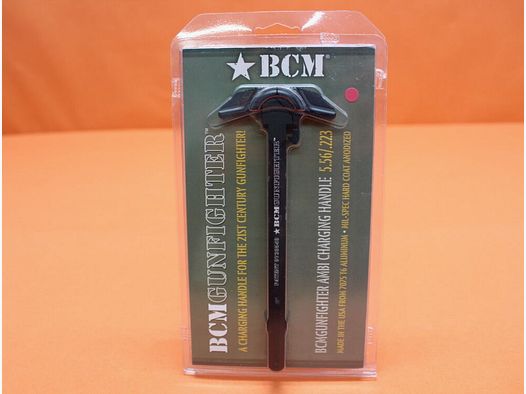 ★ BCM®
BCMGUNFIGHTER™
A CHARGING HANDLE FOR THE 21ST CENTURY GUNFIGHTER!
★ BCMGUNFIGHTER™
BCMGUNFIGHTER AMBI CHARGING HANDLE 5.56/.223
MADE IN THE USA FROM 7075 T6 ALUMINUM • MIL-SPEC HARD COAT ANODIZED